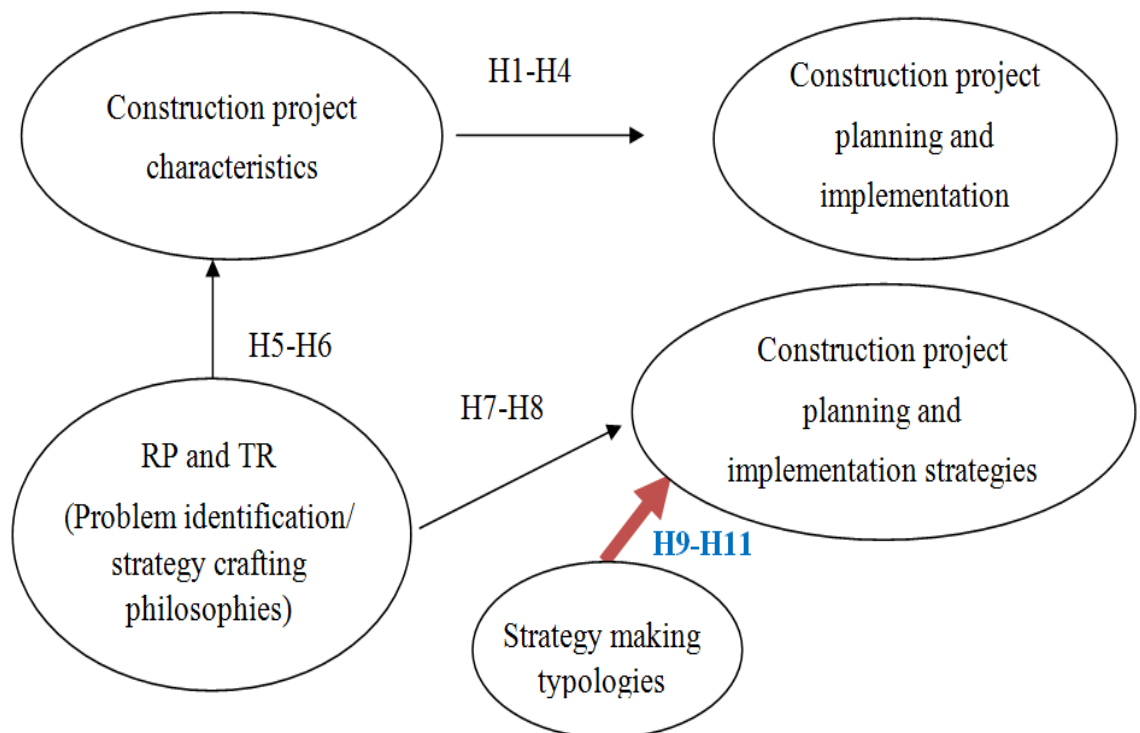 Construction project
characteristics
H1-H4
Construction project
planning and
implementation
H5-H6
RP and TR
(Problem identification/
strategy crafting
philosophies)
H7-H8
Construction project
planning and
implementation strategies
H9-H11
Strategy making
typologies